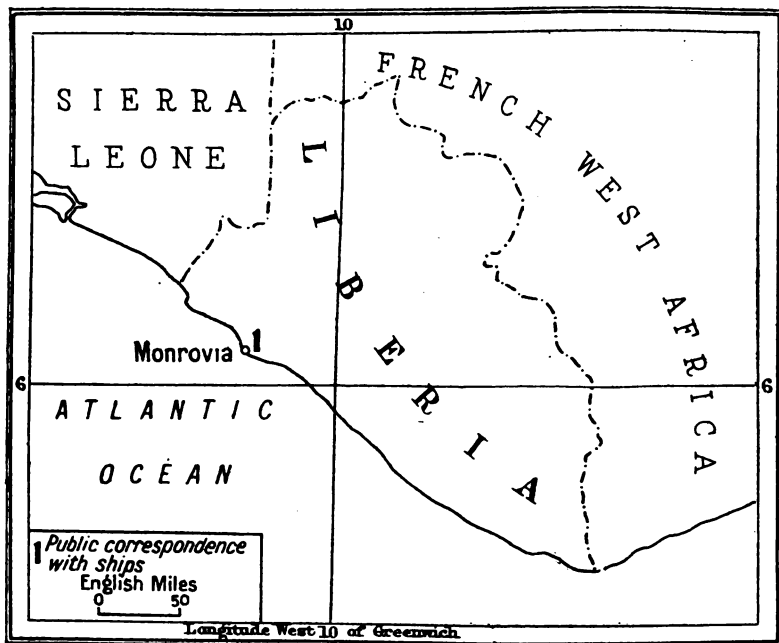 10
SIERRA
LEONE
FRENCH WEST AFRICA
LIBERIA
Monrovia 1
6 6
ATLANTIC
OCÉAN
1 Public correspondence
with ships
English Miles
0 50
Longitude West 10 of Greenwich